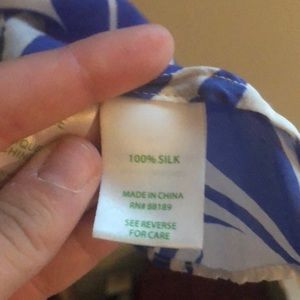 100% SILK
MADE IN CHINA
RN# 88189
SEE REVERSE
FOR CARE